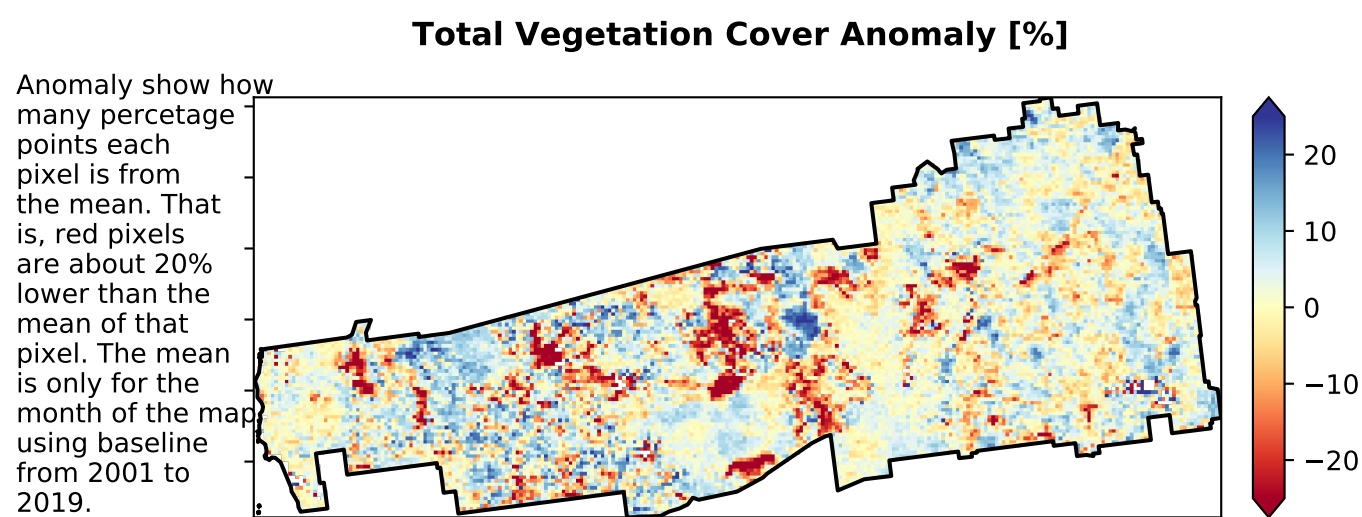 Total Vegetation Cover Anomaly [%]
Anomaly show how
many percetage
points each
pixel is from
the mean. That
is, red pixels
are about 20%
lower than the
mean of that
pixel. The mean
is only for the
month of the map
using baseline
from 2001 to
2019.
20
10
0
−10
−20